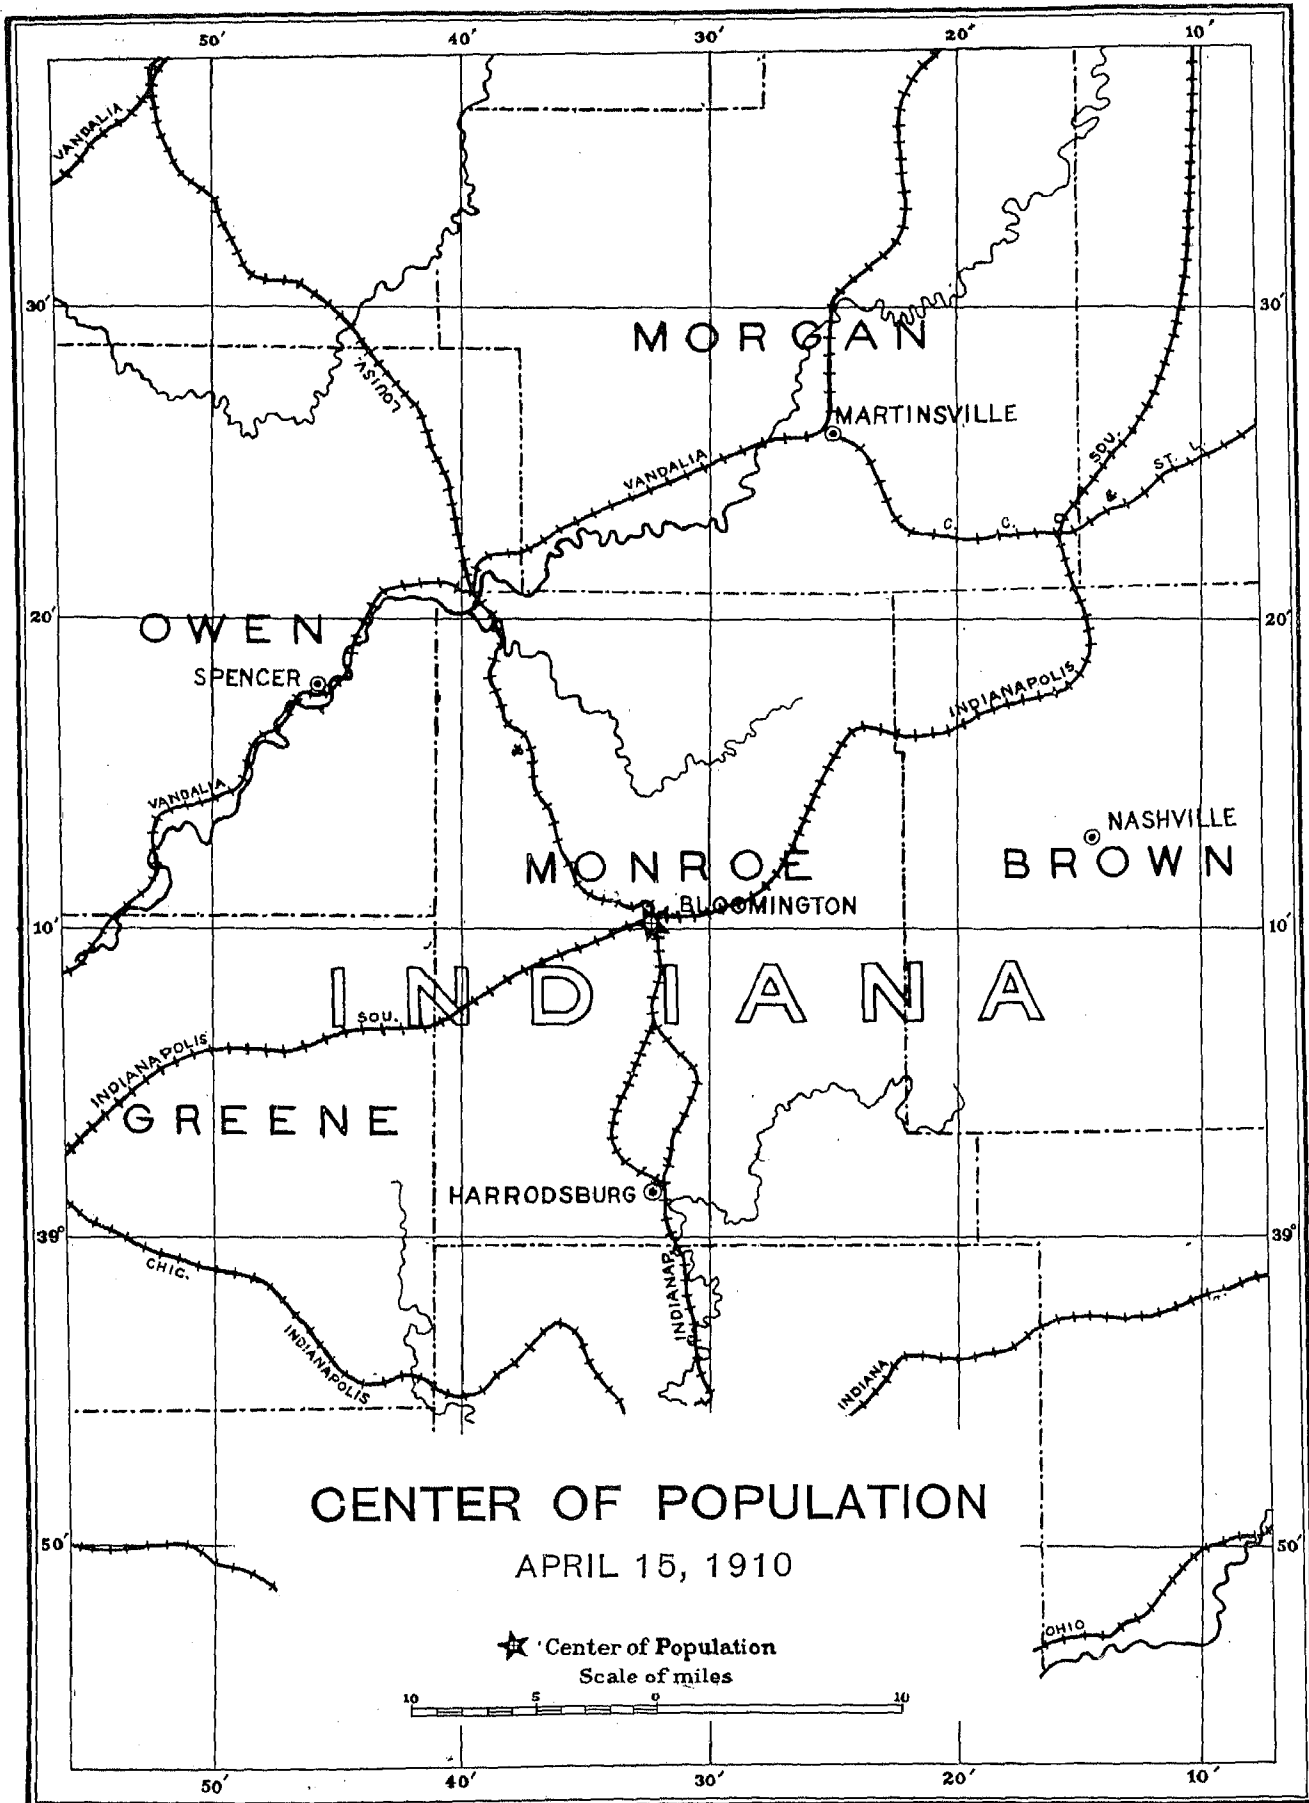 50′ 40′ 30′ 20′ 10′
VANDALIA
30′ 30′
MORGAN
LOUISV.
MARTINSVILLE
SOU.
VANDALIA
ST. L.
&
C. C.
20′ 20′
OWEN
SPENCER
INDIANAPOLIS
&
VANDALIA
NASHVILLE
MONROE
BROWN
BLOOMINGTON
10′ 10′
INDIANA
SOU.
INDIANAPOLIS
GREENE
HARRODSBURG
39° 39°
CHIC.
INDIANAP.
INDIANAPOLIS
INDIANA
CENTER OF POPULATION
50′ 50′
APRIL 15, 1910
OHIO
Center of Population
Scale of miles
10 5 0 10
50′ 40′ 30′ 20′ 10′